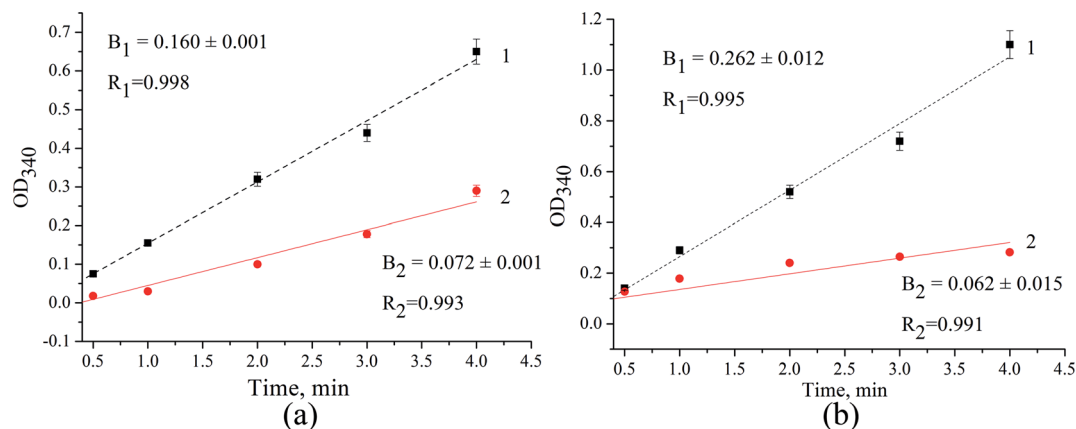 0.7
0.6
0.5
0.4
0.3
0.2
0.1
0.0
-0.1
OD340
B1 = 0.160 ± 0.001
R1=0.998
1
2
B2 = 0.072 ± 0.001
R2=0.993
0.5 1.0 1.5 2.0 2.5 3.0 3.5 4.0 4.5
Time, min
(a)
1.2
1.0
0.8
0.6
0.4
0.2
0.0
OD340
B1 = 0.262 ± 0.012
R1=0.995
1
2
B2 = 0.062 ± 0.015
R2=0.991
0.5 1.0 1.5 2.0 2.5 3.0 3.5 4.0 4.5
Time, min
(b)